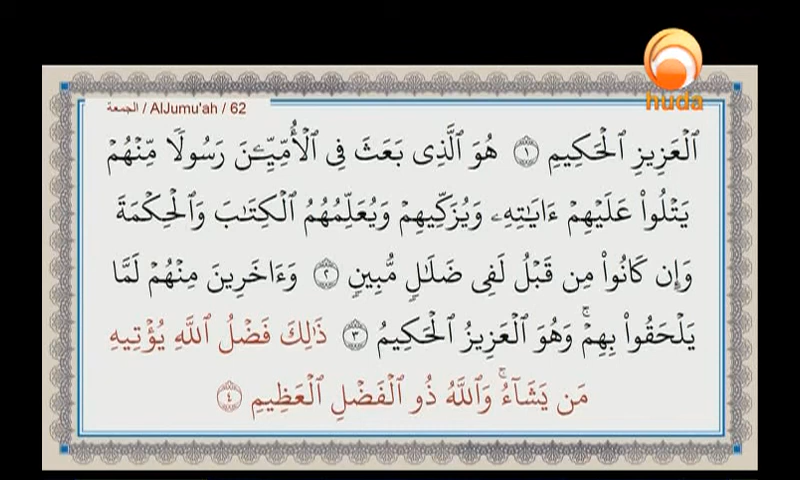 huda
الجمعة / AlJumu'ah / 62
ٱلۡعَزِيزِ ٱلۡحَكِيمِ ١ هُوَ ٱلَّذِى بَعَثَ فِى ٱلۡأُمِّيِّـۧنَ رَسُولٗا مِّنۡهُمۡ
يَتۡلُواْ عَلَيۡهِمۡ ءَايَٰتِهِۦ وَيُزَكِّيهِمۡ وَيُعَلِّمُهُمُ ٱلۡكِتَٰبَ وَٱلۡحِكۡمَةَ
وَإِن كَانُواْ مِن قَبۡلُ لَفِى ضَلَٰلٖ مُّبِينٖ ٢ وَءَاخَرِينَ مِنۡهُمۡ لَمَّا
يَلۡحَقُواْ بِهِمۡۚ وَهُوَ ٱلۡعَزِيزُ ٱلۡحَكِيمُ ٣ ذَٰلِكَ فَضۡلُ ٱللَّهِ يُؤۡتِيهِ
مَن يَشَآءُۚ وَٱللَّهُ ذُو ٱلۡفَضۡلِ ٱلۡعَظِيمِ ٤